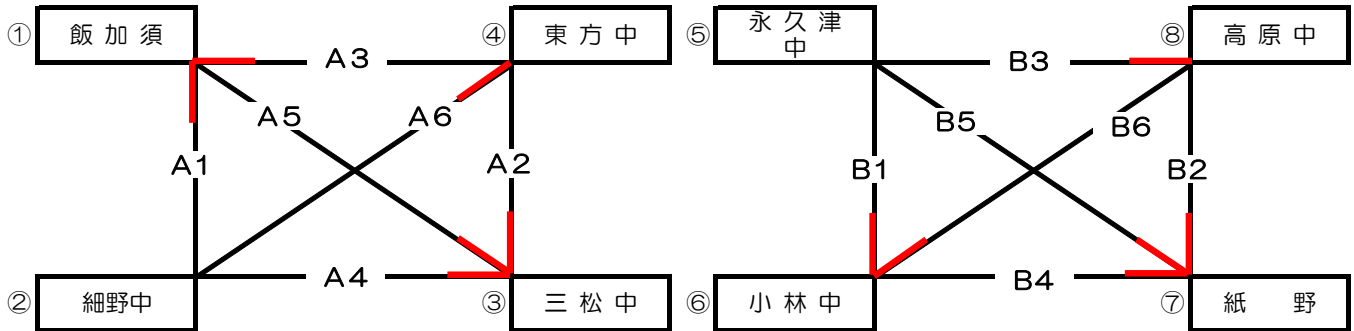 ① 飯加須
④ 東方中
⑤ 永久津中
⑧ 高原中
A3
B3
A5
A6
B5
B6
A1
A2
B1
B2
A4
B4
② 細野中
③ 三松中
⑥ 小林中
⑦ 紙 野